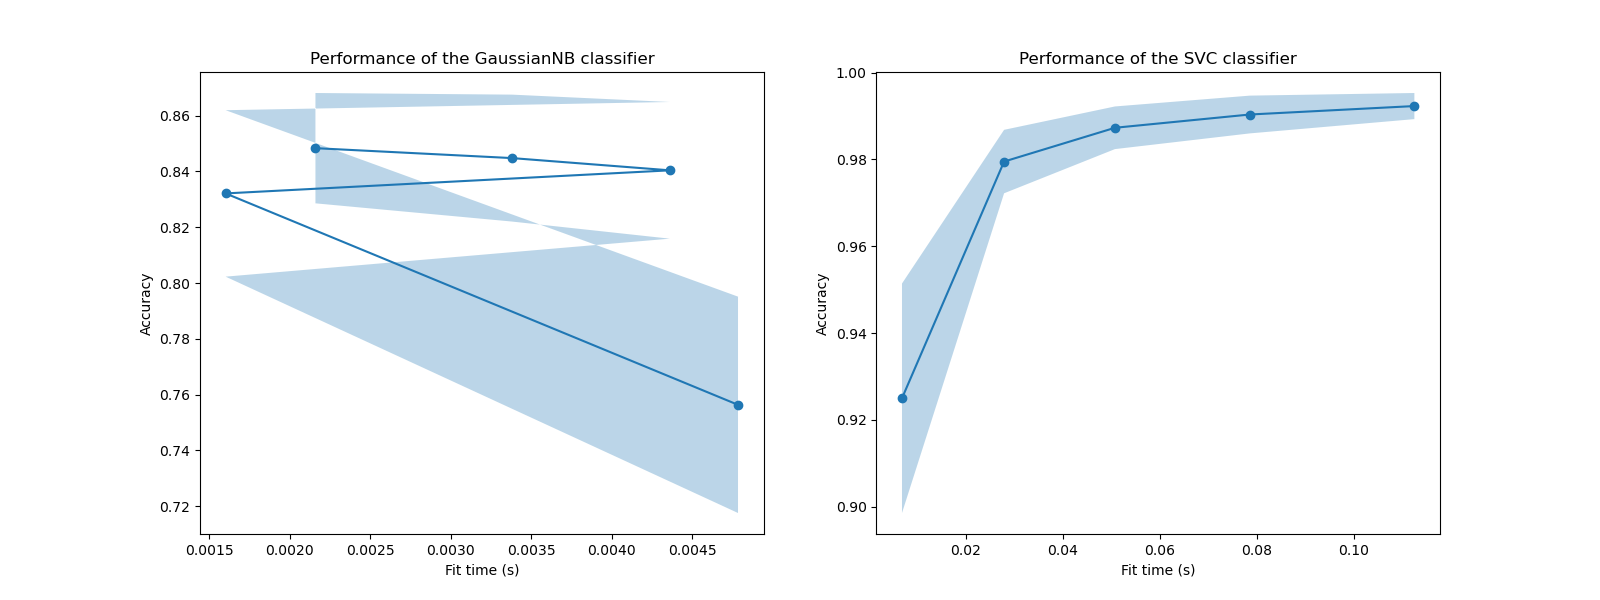 Performance of the GaussianNB classifier
0.86
0.84
0.82
0.80
0.78
0.76
0.74
0.72
Accuracy
0.0015 0.0020 0.0025 0.0030 0.0035 0.0040 0.0045
Fit time (s)
Performance of the SVC classifier
1.00
0.98
0.96
0.94
0.92
0.90
Accuracy
0.02 0.04 0.06 0.08 0.10
Fit time (s)